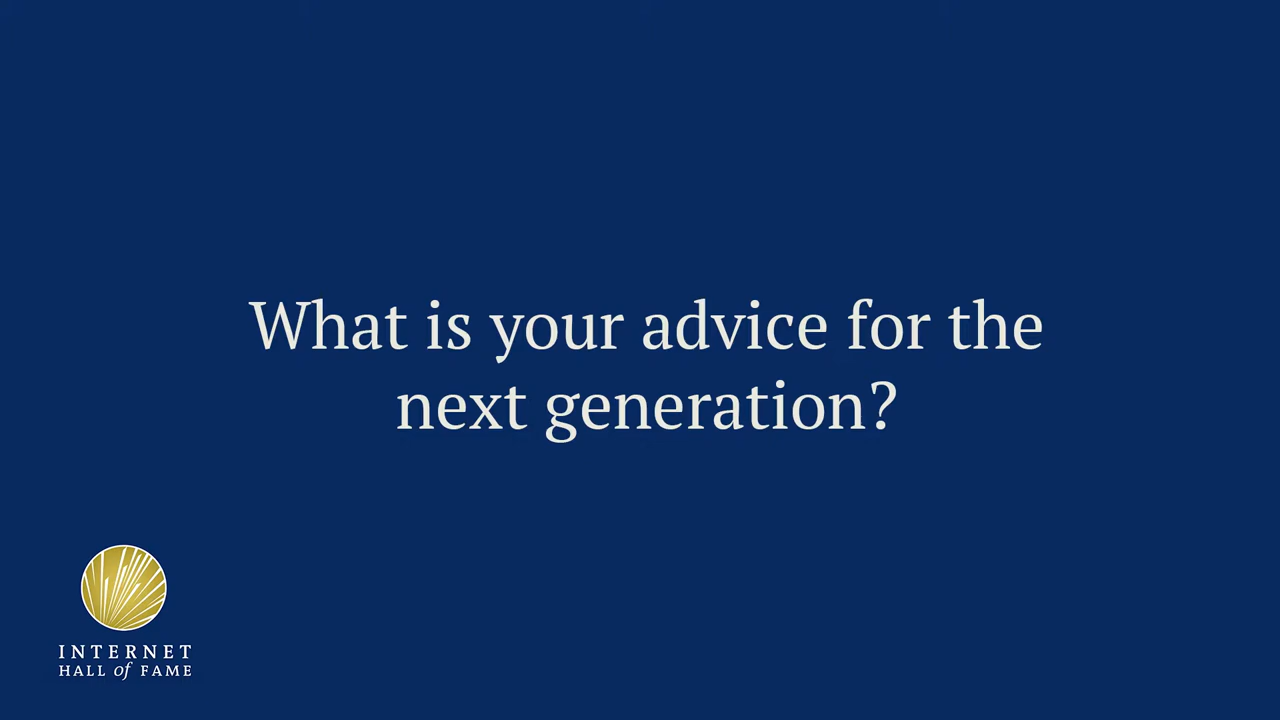 What is your advice for the
next generation?
INTERNET
HALL of FAME